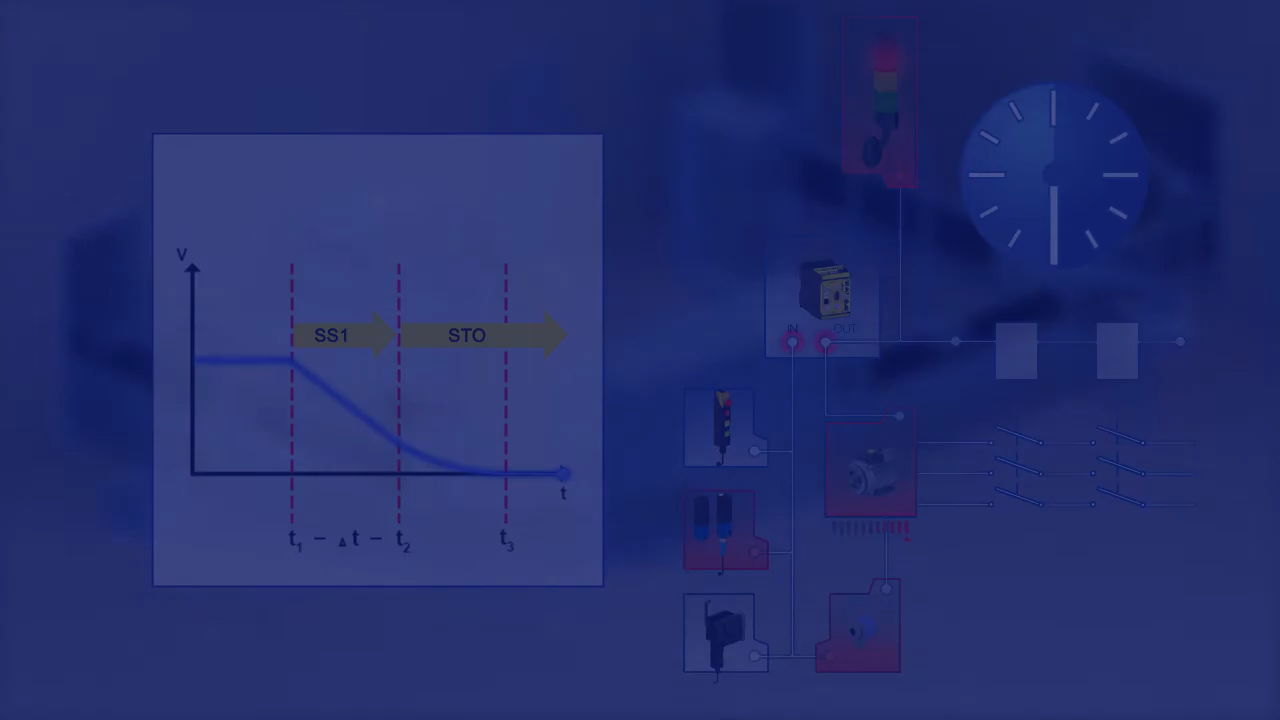 V
SS1
STO
IN
OUT
t
t1 – ▵t – t2
t3